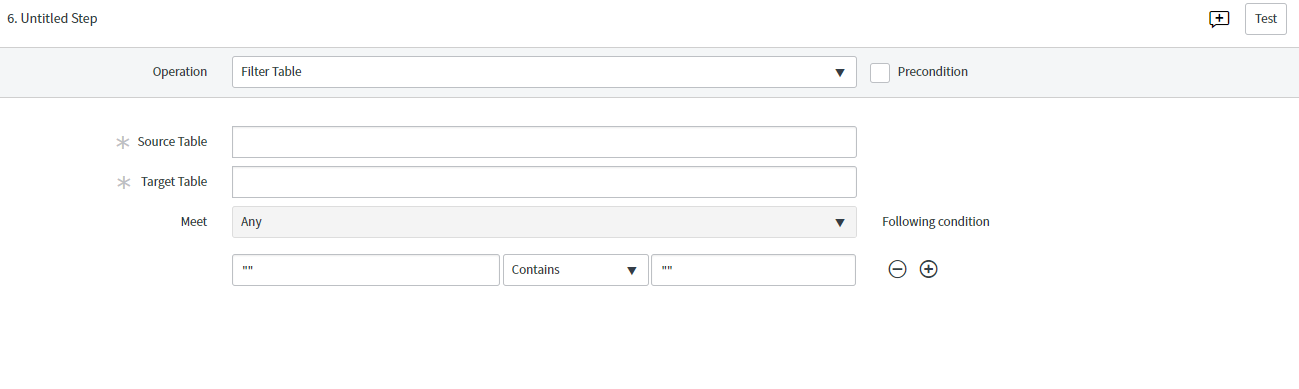 6. Untitled Step
Test
Operation
Filter Table
Precondition
Source Table
Target Table
Meet
Any
Following condition
""
Contains
""